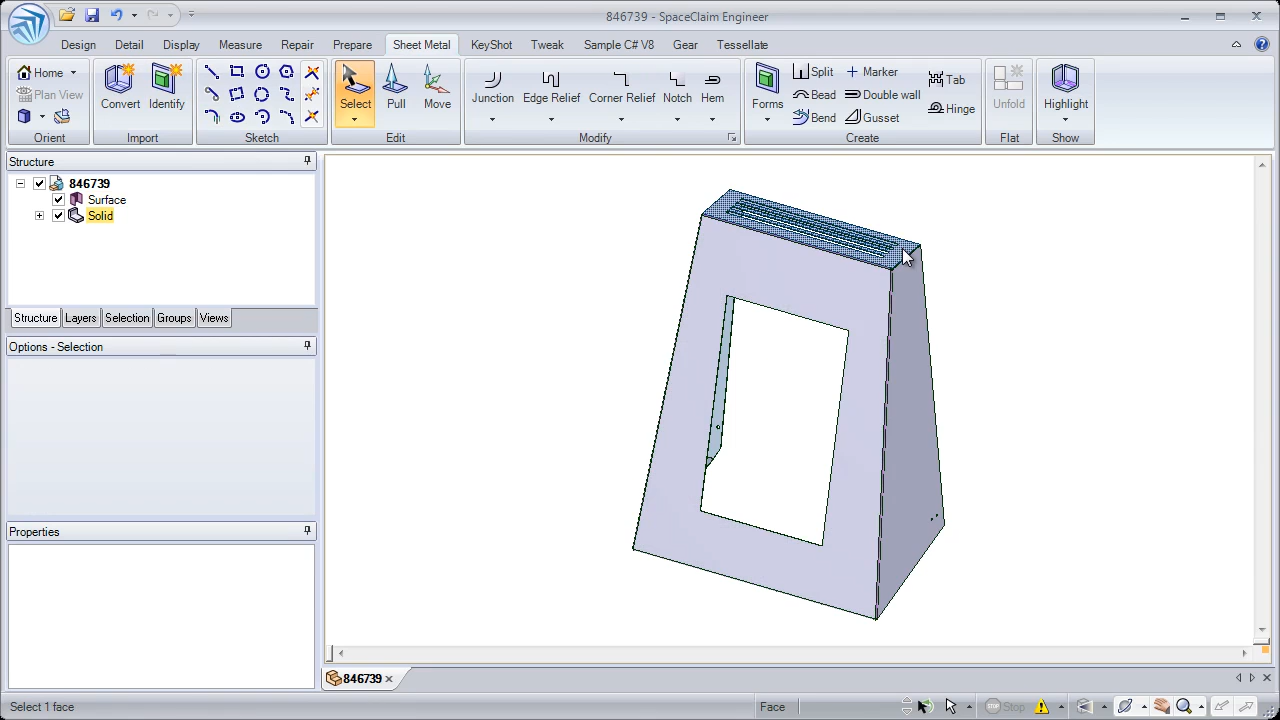 846739 - SpaceClaim Engineer
Design Detail Display Measure Repair Prepare Sheet Metal KeyShot Tweak Sample C# V8 Gear Tessellate
Home
Plan View
Orient
Convert Identify
Import
Sketch
Select Pull Move
Edit
Junction Edge Relief Corner Relief Notch Hem
Modify
Forms
Split Marker Tab
Bead Double wall
Bend Gusset Hinge
Create
Unfold
Flat
Highlight
Show
Structure
846739
Surface
Solid
Structure Layers Selection Groups Views
Options - Selection
Properties
846739
Select 1 face
Face
STOP Stop